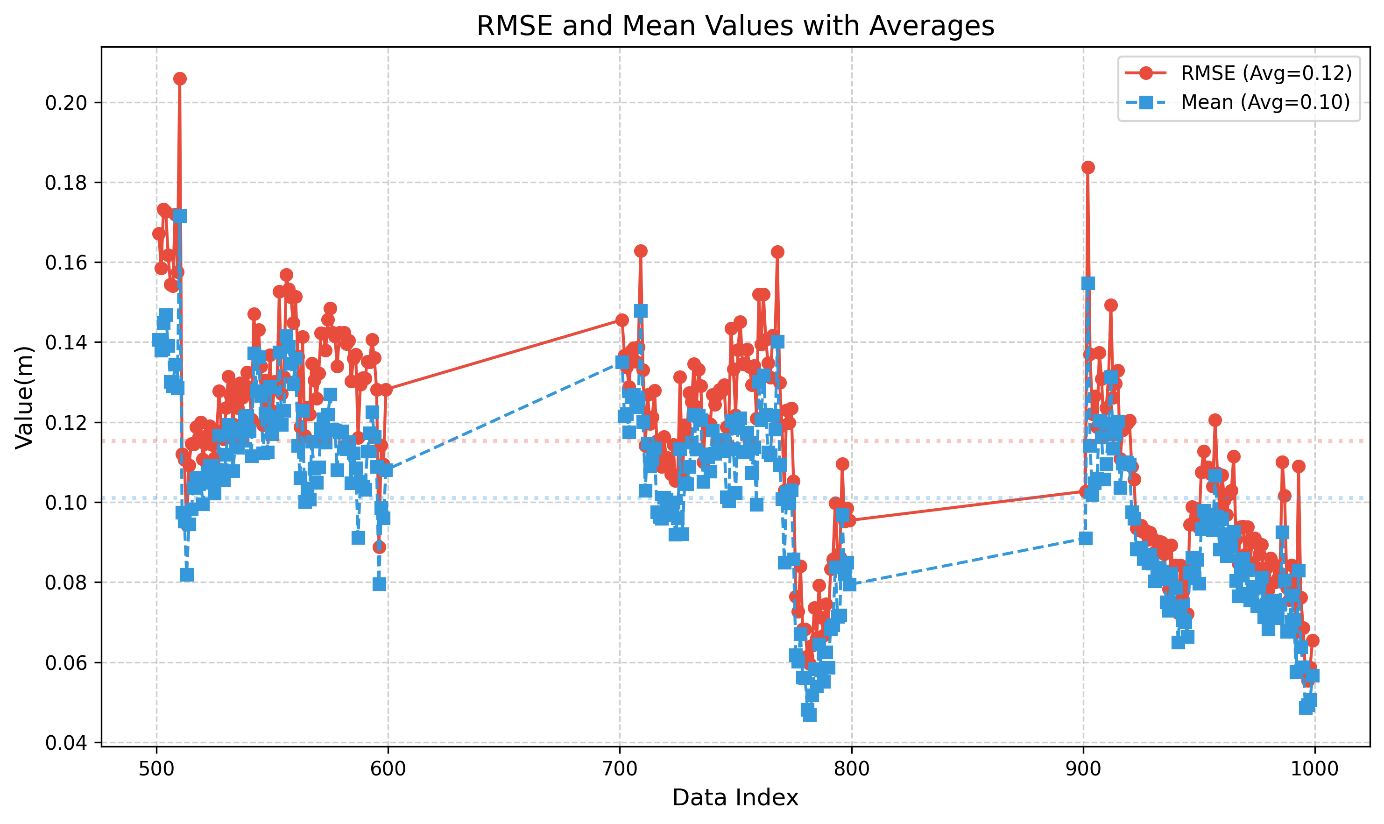 RMSE and Mean Values with Averages
RMSE (Avg=0.12)
Mean (Avg=0.10)
Value(m)
0.20
0.18
0.16
0.14
0.12
0.10
0.08
0.06
0.04
500 600 700 800 900 1000
Data Index